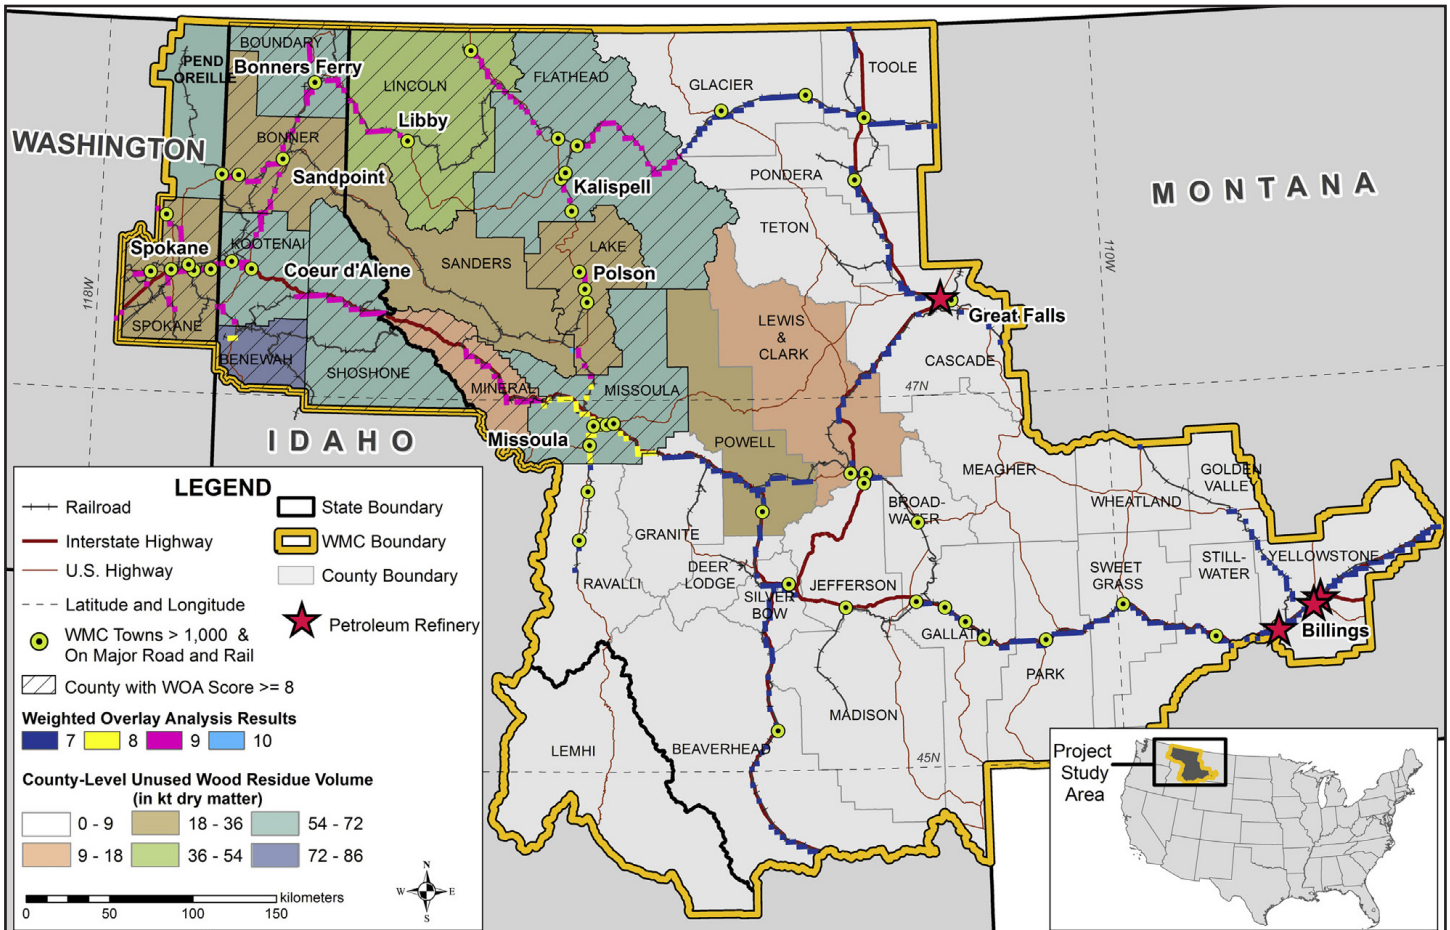 BOUNDARY
PEND
OREILLE
Bonners Ferry
LINCOLN
FLATHEAD
GLACIER
TOOLE
WASHINGTON
BONNER
Libby
Sandpoint
Kalispell
PONDERA
MONTANA
TETON
110W
Spokane
KOOTENAI
Coeur d'Alene
SANDERS
LAKE
Polson
118W
SPOKANE
LEWIS
&
CLARK
Great Falls
CASCADE
BENEWAH
SHOSHONE
MINERAL
MISSOULA
47N
IDAHO
Missoula
POWELL
MEAGHER
GOLDEN
VALLEY
WHEATLAND
BROAD-
WATER
GRANITE
DEER
LODGE
RAVALLI
SILVER
BOW
JEFFERSON
SWEET
GRASS
STILL-
WATER
YELLOWSTONE
Billings
GALLATIN
PARK
MADISON
LEMHI
BEAVERHEAD
45N
LEGEND
Railroad
State Boundary
Interstate Highway
WMC Boundary
U.S. Highway
County Boundary
Latitude and Longitude
Petroleum Refinery
WMC Towns > 1,000 &
On Major Road and Rail
County with WOA Score >= 8
Weighted Overlay Analysis Results
7 8 9 10
County-Level Unused Wood Residue Volume
(in kt dry matter)
0 - 9 18 - 36 54 - 72
9 - 18 36 - 54 72 - 86
kilometers
0 50 100 150
N
W E
S
Project
Study
Area